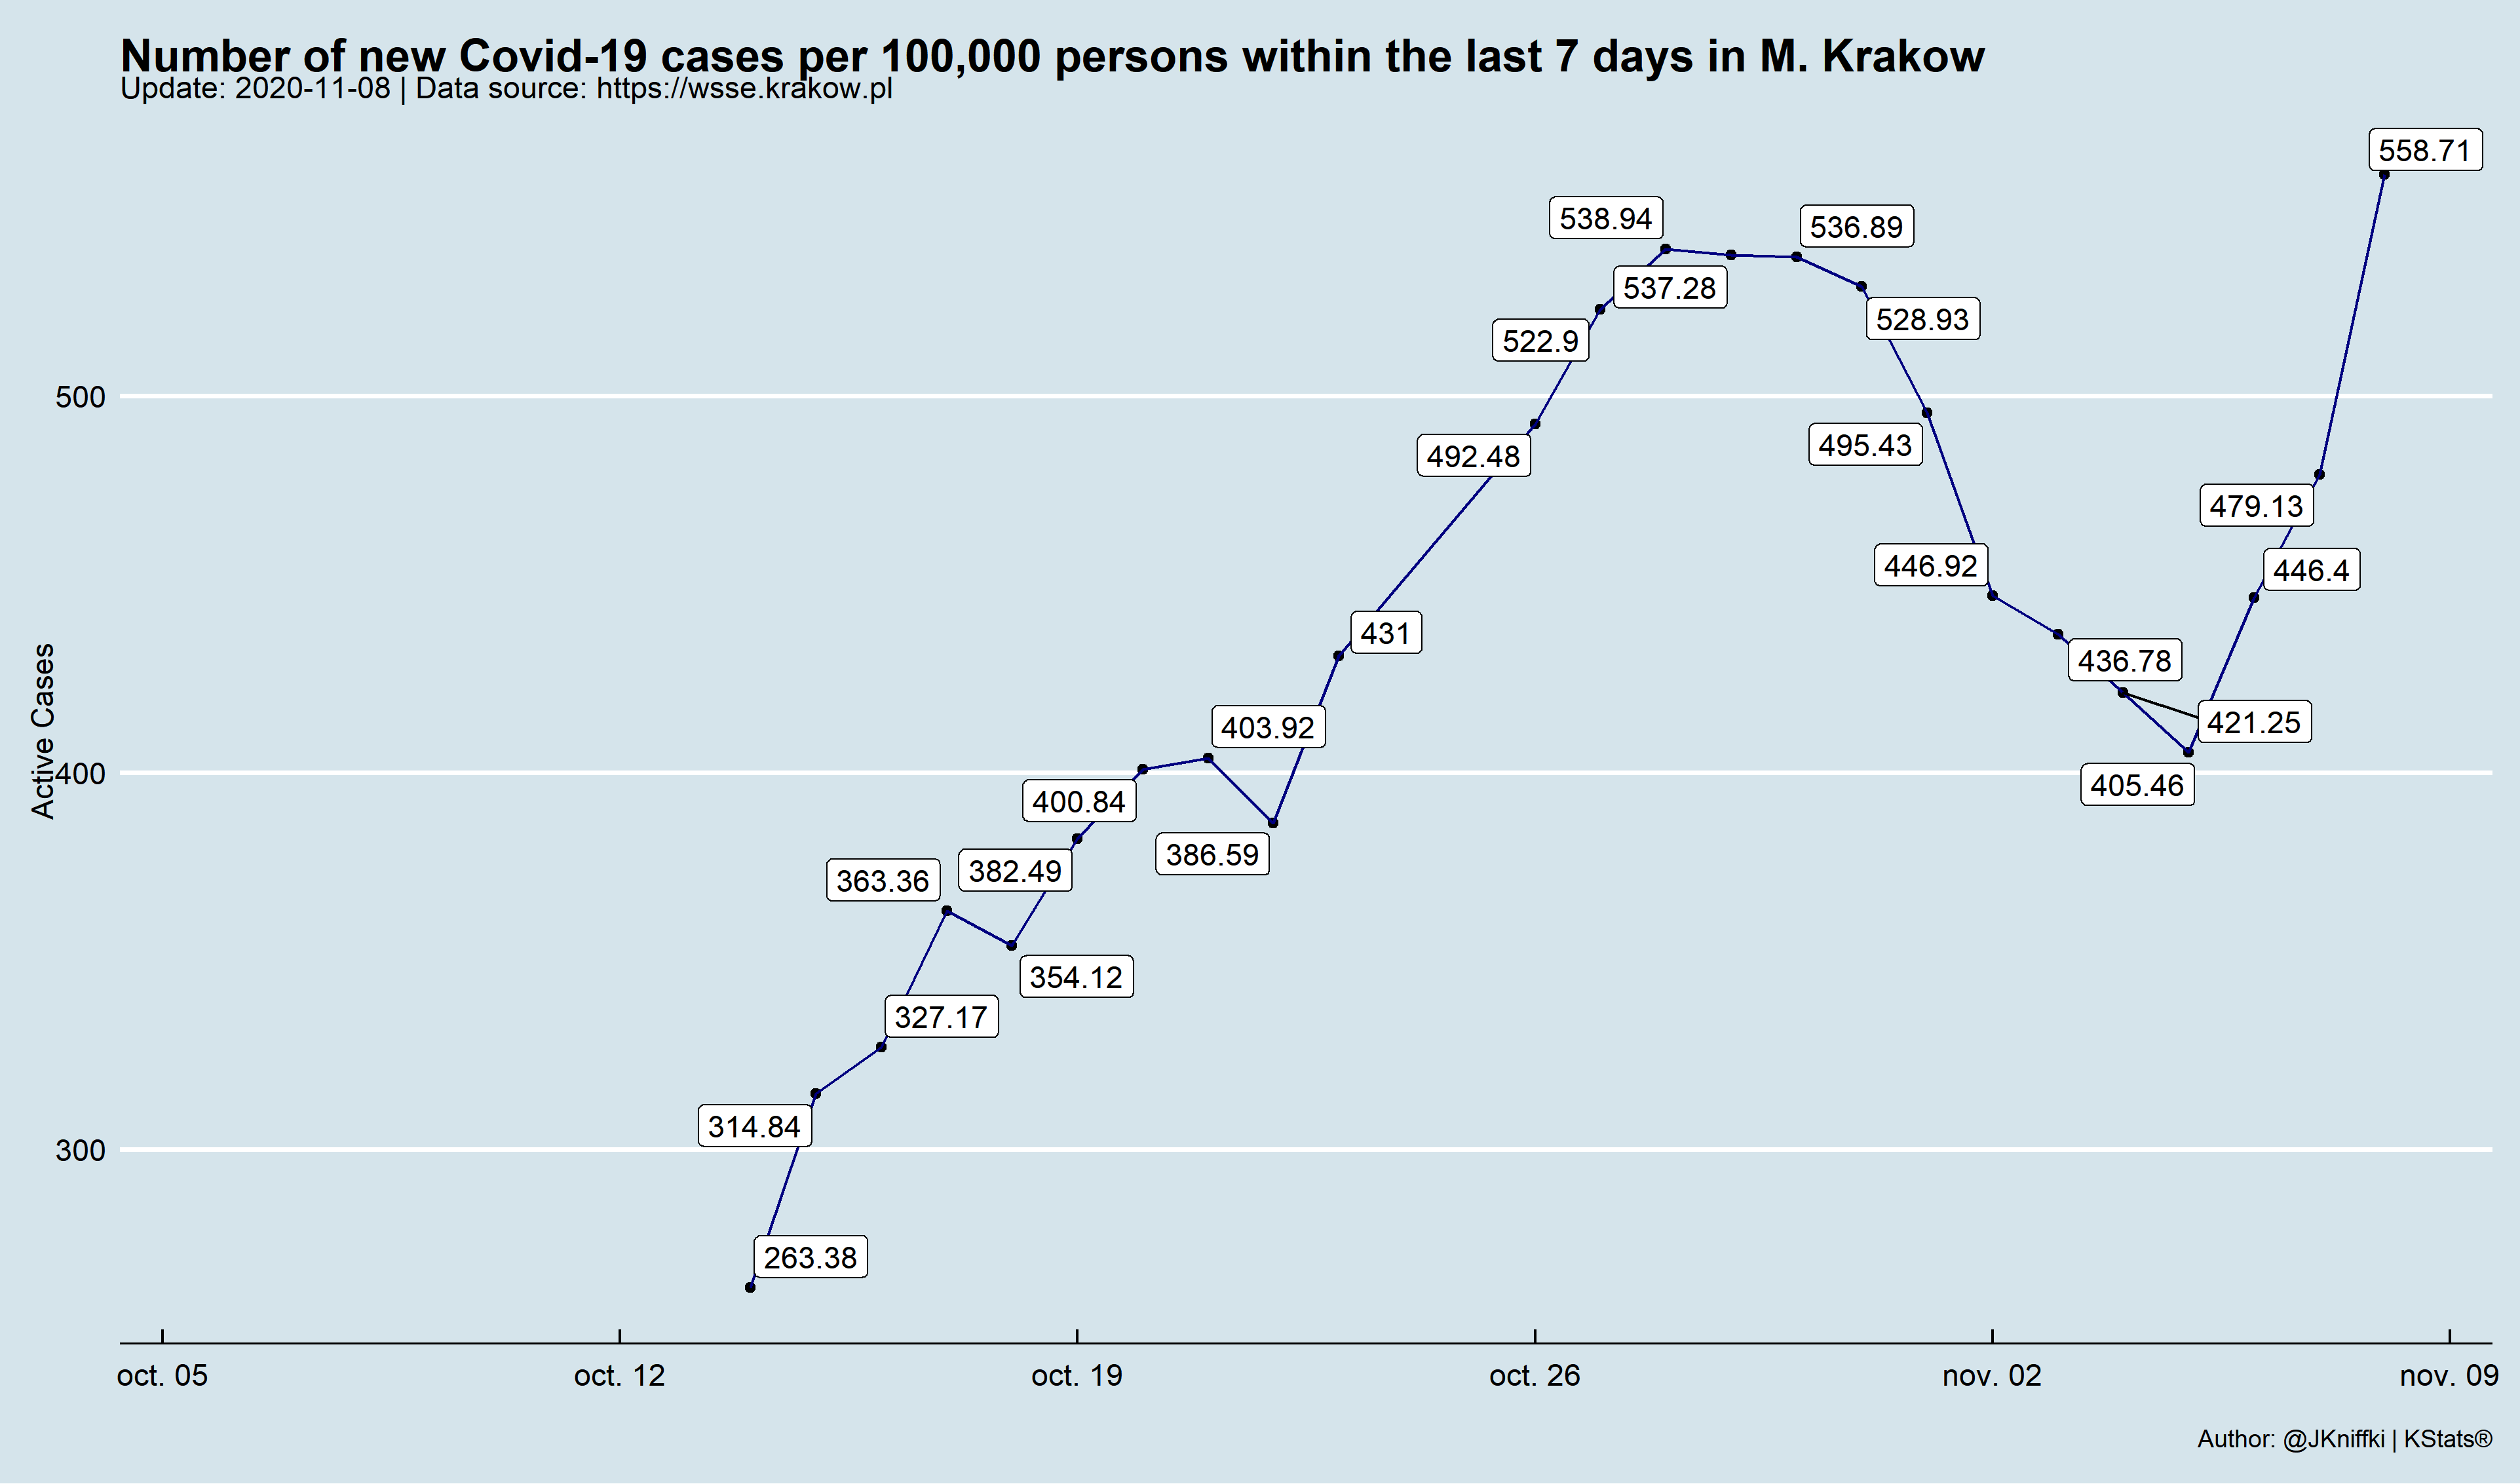 Number of new Covid-19 cases per 100,000 persons within the last 7 days in M. Krakow
Update: 2020-11-08 | Data source: https://wsse.krakow.pl
558.71
538.94
536.89
537.28
528.93
522.9
500
495.43
492.48
479.13
446.92
446.4
431
436.78
403.92
421.25
Active Cases
400
405.46
400.84
386.59
382.49
363.36
354.12
327.17
314.84
300
263.38
oct. 05
oct. 12
oct. 19
oct. 26
nov. 02
nov. 09
Author: @JKniffki | KStats®